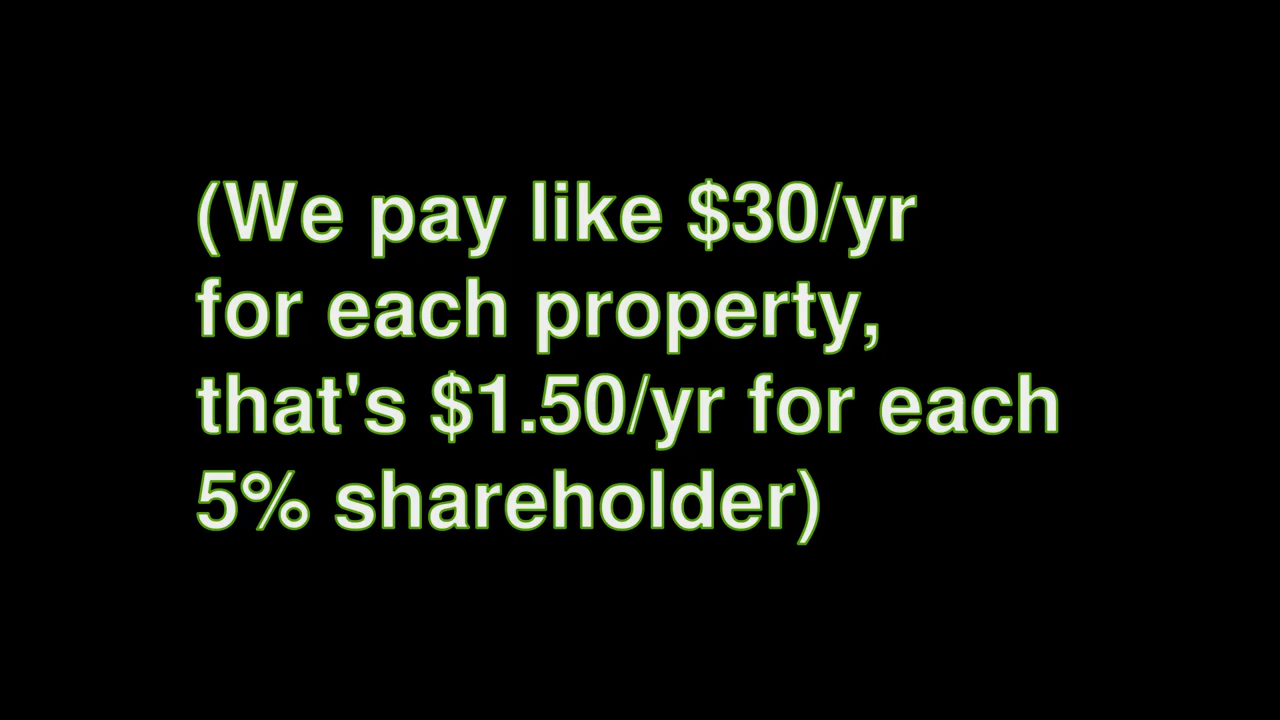 (We pay like $30/yr
for each property,
that's $1.50/yr for each
5% shareholder)